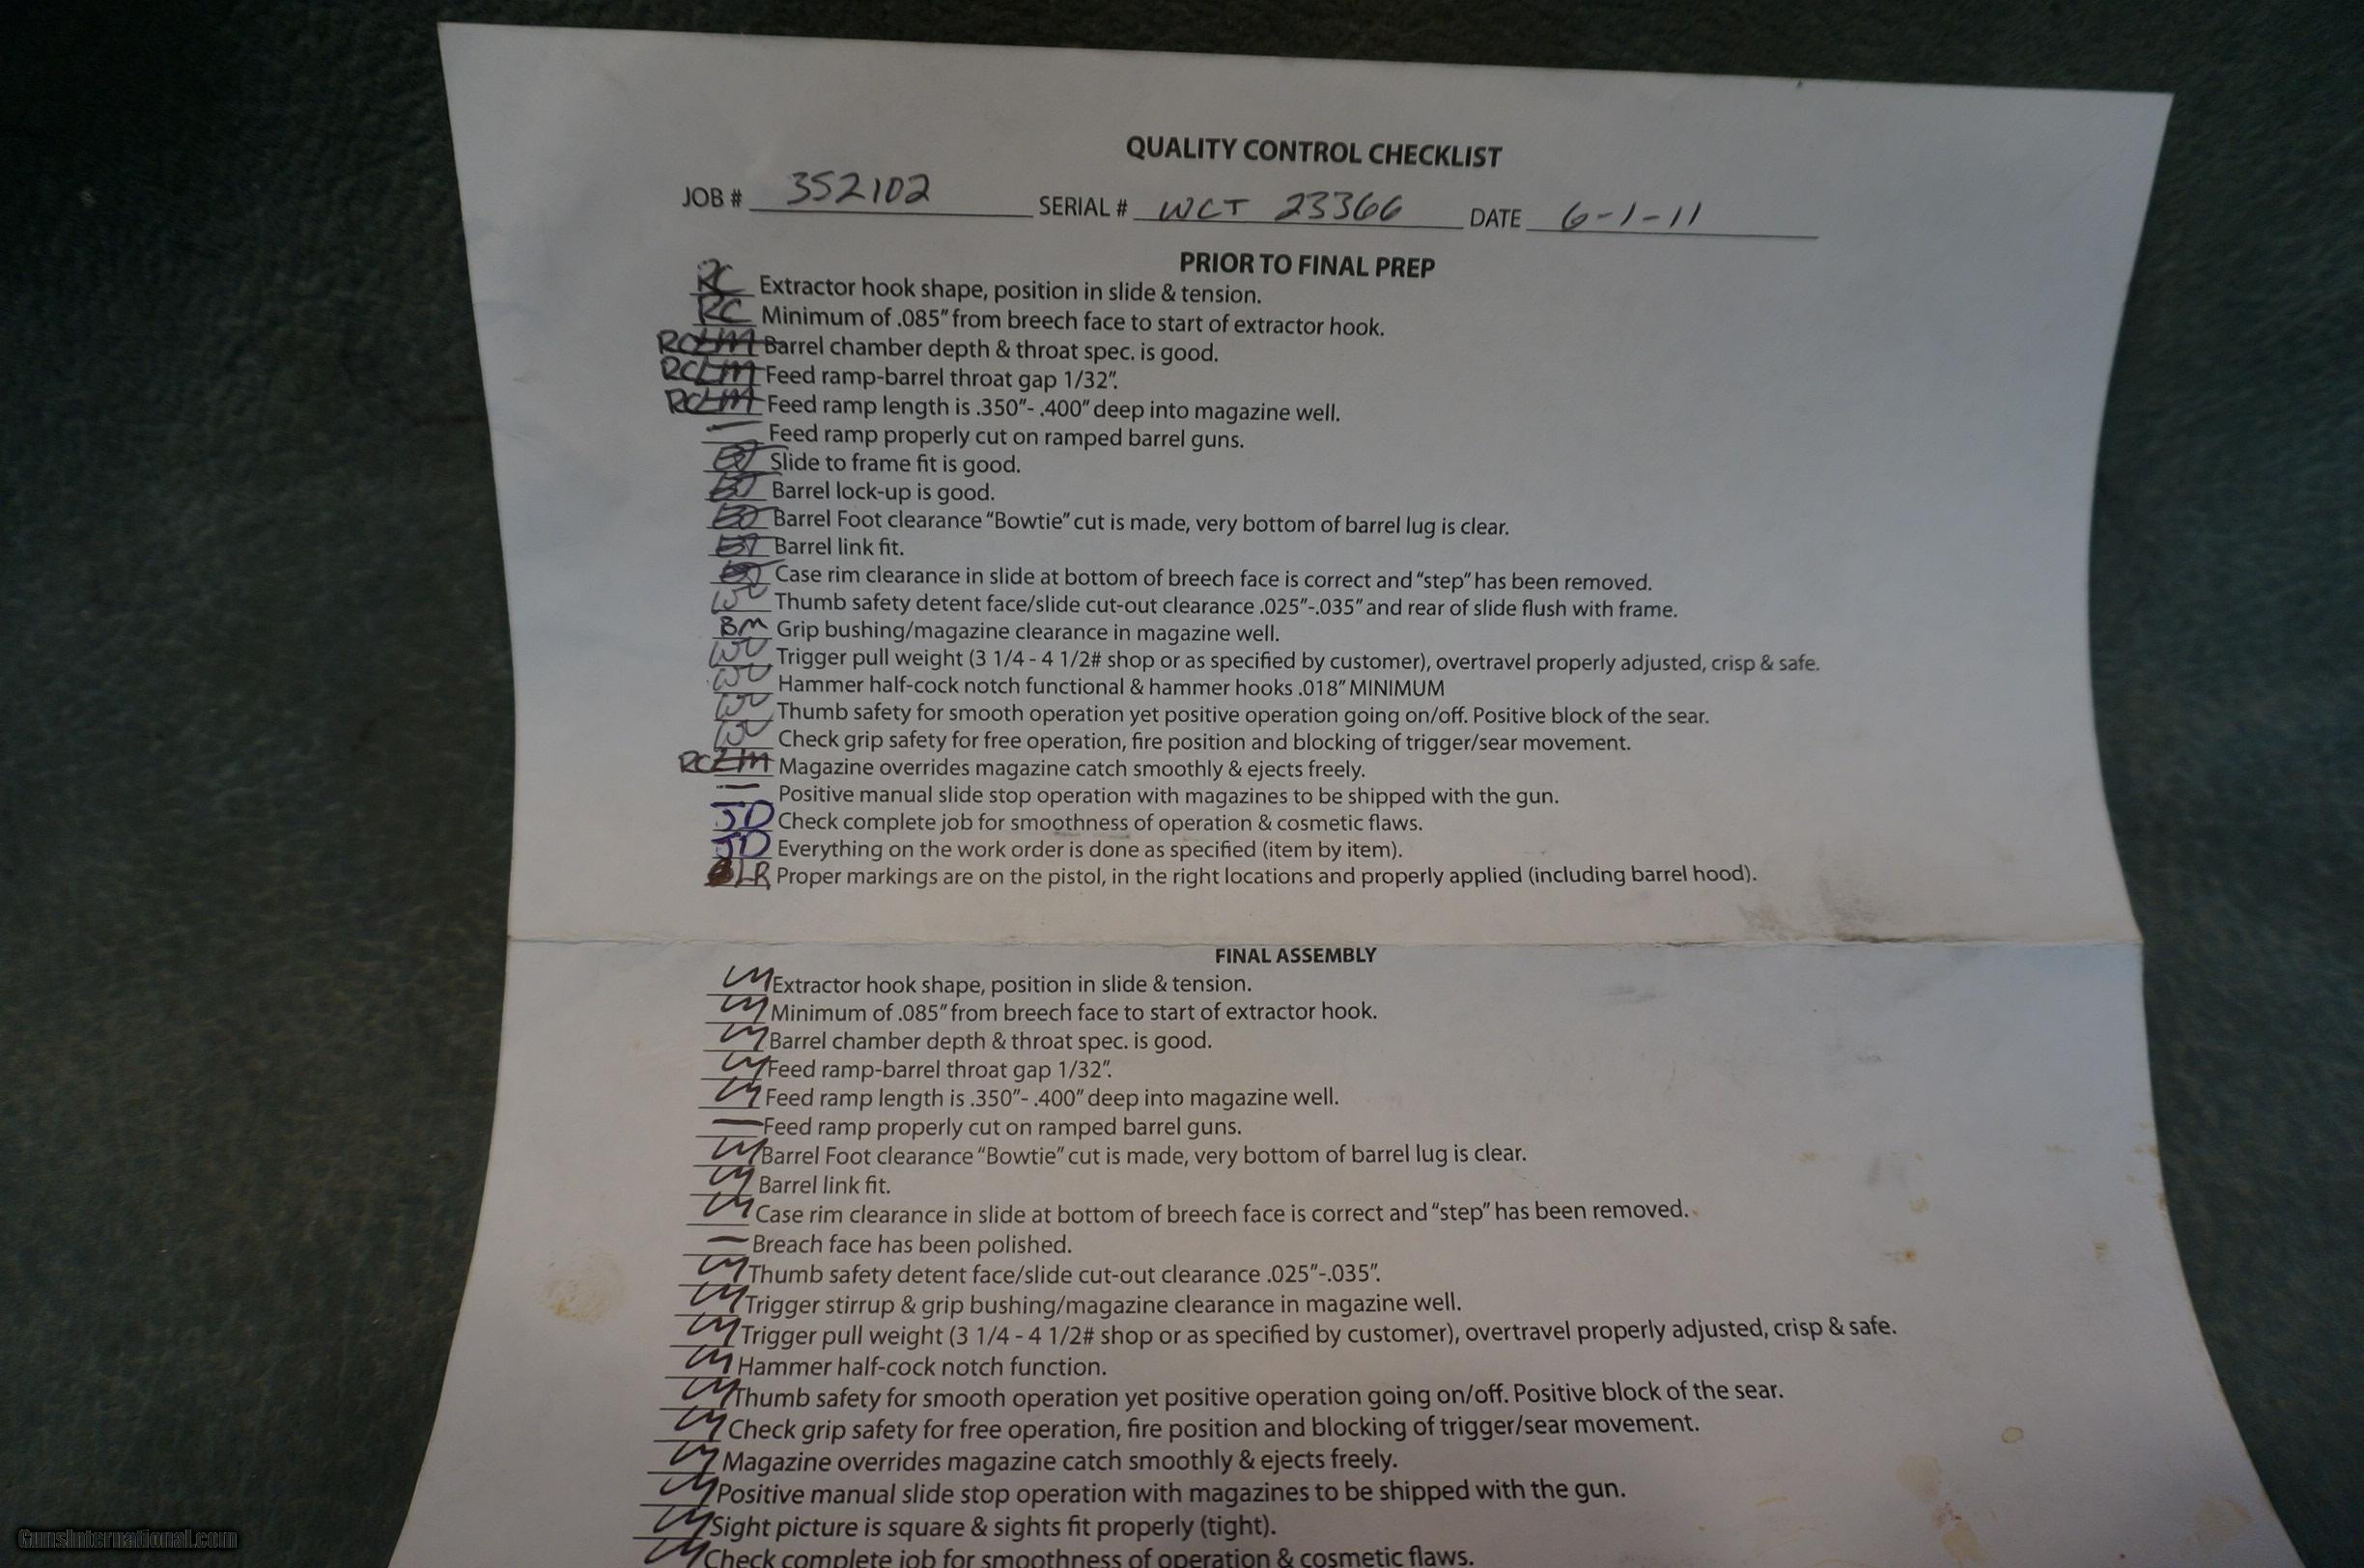 QUALITY CONTROL CHECKLIST
JOB # 352102 SERIAL # WCT 23366 DATE 6-1-11
PRIOR TO FINAL PREP
RC Extractor hook shape, position in slide & tension.
RC Minimum of .085" from breech face to start of extractor hook.
RC LM Barrel chamber depth & throat spec. is good.
RC LM Feed ramp-barrel throat gap 1/32".
RC LM Feed ramp length is .350"- .400" deep into magazine well.
— Feed ramp properly cut on ramped barrel guns.
Slide to frame fit is good.
Barrel lock-up is good.
Barrel Foot clearance “Bowtie” cut is made, very bottom of barrel lug is clear.
Barrel link fit.
Case rim clearance in slide at bottom of breech face is correct and “step” has been removed.
Thumb safety detent face/slide cut-out clearance .025"-.035" and rear of slide flush with frame.
BM Grip bushing/magazine clearance in magazine well.
Trigger pull weight (3 1/4 - 4 1/2# shop or as specified by customer), overtravel properly adjusted, crisp & safe.
Hammer half-cock notch functional & hammer hooks .018" MINIMUM
Thumb safety for smooth operation yet positive operation going on/off. Positive block of the sear.
Check grip safety for free operation, fire position and blocking of trigger/sear movement.
RC LM Magazine overrides magazine catch smoothly & ejects freely.
— Positive manual slide stop operation with magazines to be shipped with the gun.
JD Check complete job for smoothness of operation & cosmetic flaws.
JD Everything on the work order is done as specified (item by item).
LR Proper markings are on the pistol, in the right locations and properly applied (including barrel hood).
FINAL ASSEMBLY
Extractor hook shape, position in slide & tension.
Minimum of .085" from breech face to start of extractor hook.
Barrel chamber depth & throat spec. is good.
Feed ramp-barrel throat gap 1/32".
Feed ramp length is .350"- .400" deep into magazine well.
— Feed ramp properly cut on ramped barrel guns.
Barrel Foot clearance “Bowtie” cut is made, very bottom of barrel lug is clear.
Barrel link fit.
Case rim clearance in slide at bottom of breech face is correct and “step” has been removed.
— Breach face has been polished.
Thumb safety detent face/slide cut-out clearance .025"-.035".
Trigger stirrup & grip bushing/magazine clearance in magazine well.
Trigger pull weight (3 1/4 - 4 1/2# shop or as specified by customer), overtravel properly adjusted, crisp & safe.
Hammer half-cock notch function.
Thumb safety for smooth operation yet positive operation going on/off. Positive block of the sear.
Check grip safety for free operation, fire position and blocking of trigger/sear movement.
Magazine overrides magazine catch smoothly & ejects freely.
Positive manual slide stop operation with magazines to be shipped with the gun.
Sight picture is square & sights fit properly (tight).
Check complete job for smoothness of operation & cosmetic flaws.
GunsInternational.com